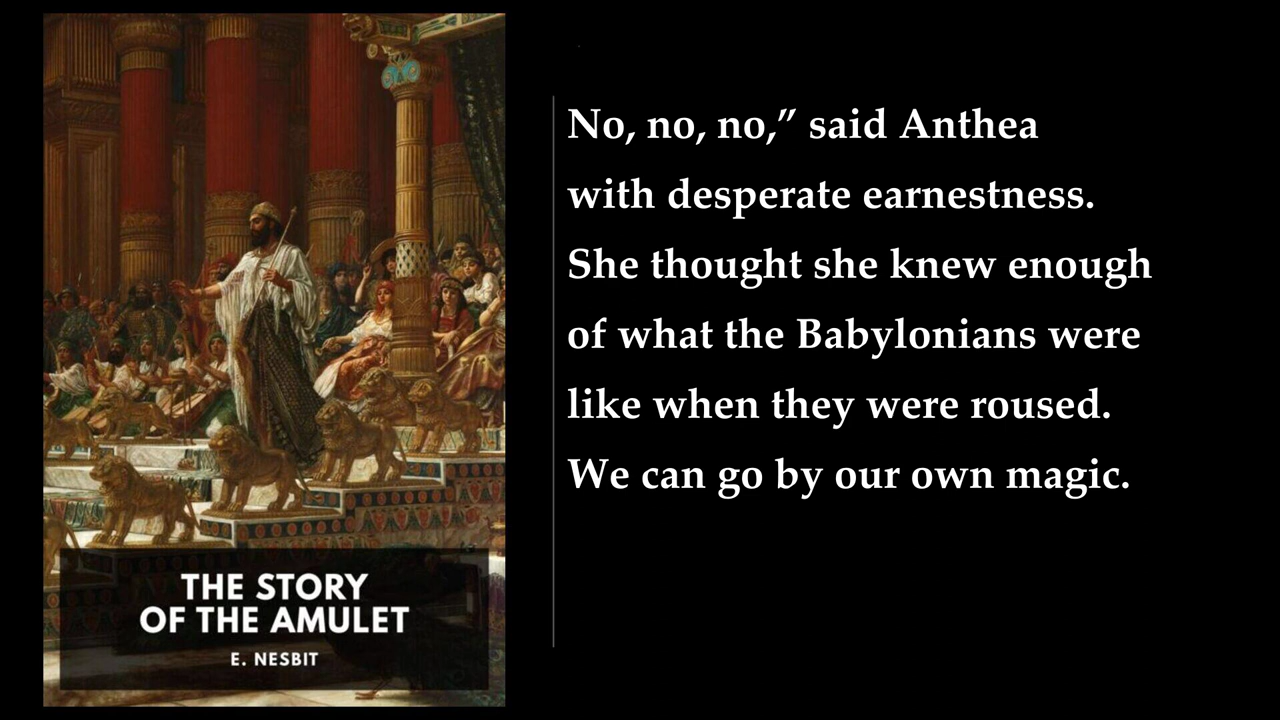 THE STORY
OF THE AMULET
E. NESBIT
No, no, no,” said Anthea
with desperate earnestness.
She thought she knew enough
of what the Babylonians were
like when they were roused.
We can go by our own magic.